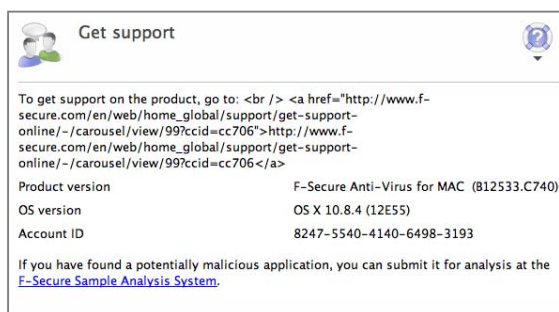 Get support
To get support on the product, go to: <br /> <a href="http://www.f-
secure.com/en/web/home_global/support/get-support-
online/-/carousel/view/99?ccid=cc706">http://www.f-
secure.com/en/web/home_global/support/get-support-
online/-/carousel/view/99?ccid=cc706</a>
Product version F-Secure Anti-Virus for MAC (B12533.C740)
OS version OS X 10.8.4 (12E55)
Account ID 8247-5540-4140-6498-3193
If you have found a potentially malicious application, you can submit it for analysis at the
F-Secure Sample Analysis System.